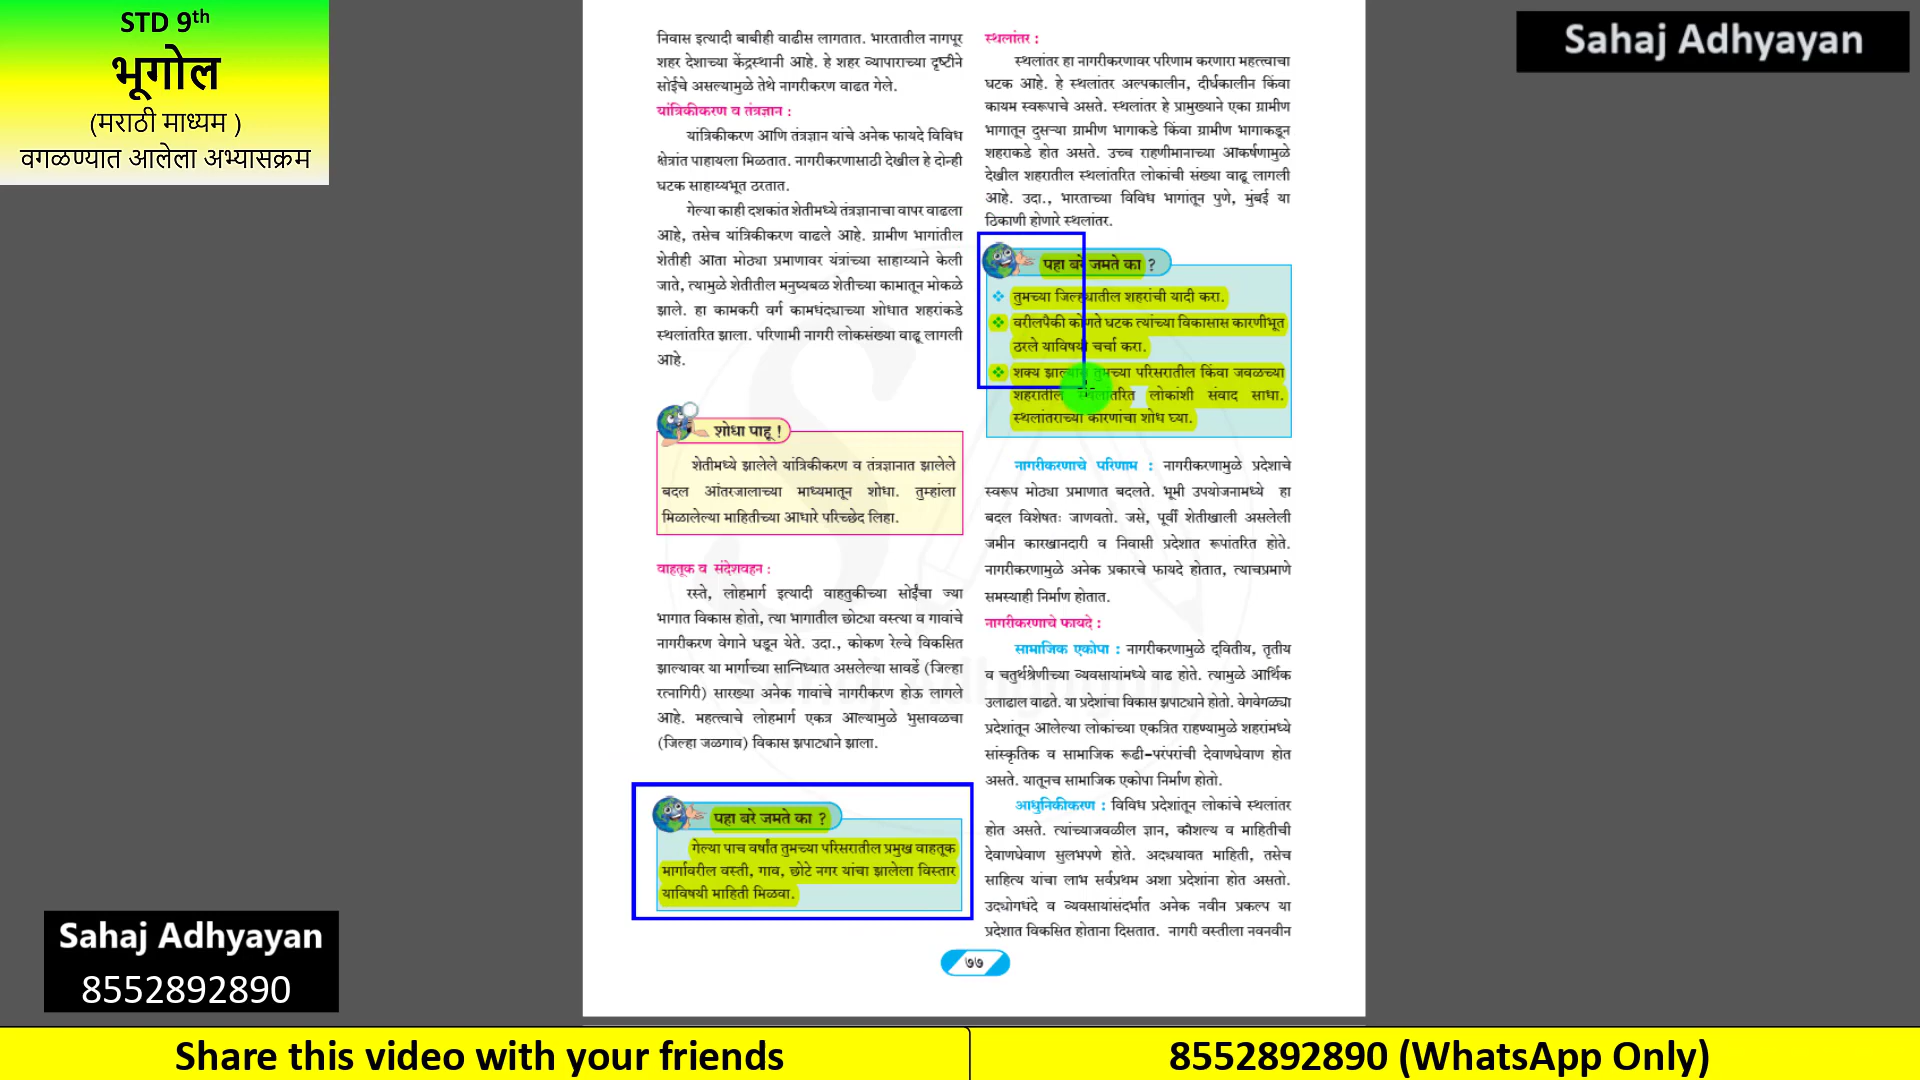 STD 9th
भूगोल
(मराठी माध्यम )
वगळण्यात आलेला अभ्यासक्रम
Sahaj Adhyayan
निवास इत्यादी बाबीही वाढीस लागतात. भारतातील नागपूर
शहर देशाच्या केंद्रस्थानी आहे. हे शहर व्यापाराच्या दृष्टीने
सोईंचे असल्यामुळे तेथे नागरीकरण वाढत गेले.
यांत्रिकीकरण व तंत्रज्ञान :
यांत्रिकीकरण आणि तंत्रज्ञान यांचे अनेक फायदे विविध
क्षेत्रांत पाहायला मिळतात. नागरीकरणासाठी देखील हे दोन्ही
घटक साहाय्यभूत ठरतात.
गेल्या काही दशकांत शेतीमध्ये तंत्रज्ञानाचा वापर वाढला
आहे, तसेच यांत्रिकीकरण वाढले आहे. ग्रामीण भागांतील
शेतीही आता मोठ्या प्रमाणावर यंत्रांच्या साहाय्याने केली
जाते, त्यामुळे शेतीतील मनुष्यबळ शेतीच्या कामातून मोकळे
झाले. हा कामकरी वर्ग कामधंद्याच्या शोधात शहरांकडे
स्थलांतरित झाला. परिणामी नागरी लोकसंख्या वाढू लागली
आहे.
शोधा पाहू !
शेतीमध्ये झालेले यांत्रिकीकरण व तंत्रज्ञानात झालेले
बदल आंतरजालाच्या माध्यमातून शोधा. तुम्हांला
मिळालेल्या माहितीच्या आधारे परिच्छेद लिहा.
वाहतूक व संदेशवहन :
रस्ते, लोहमार्ग इत्यादी वाहतुकीच्या सोईंचा ज्या
भागात विकास होतो, त्या भागातील छोट्या वस्त्या व गावांचे
नागरीकरण वेगाने घडून येते. उदा., कोकण रेल्वे विकसित
झाल्यावर या मार्गाच्या सान्निध्यात असलेल्या सावर्डे (जिल्हा
रत्नागिरी) सारख्या अनेक गावांचे नागरीकरण होऊ लागले
आहे. महत्त्वाचे लोहमार्ग एकत्र आल्यामुळे भुसावळचा
(जिल्हा जळगाव) विकास झपाट्याने झाला.
पहा बरे जमते का ?
गेल्या पाच वर्षांत तुमच्या परिसरातील प्रमुख वाहतूक
मार्गावरील वस्ती, गाव, छोटे नगर यांचा झालेला विस्तार
याविषयी माहिती मिळवा.
स्थलांतर :
स्थलांतर हा नागरीकरणावर परिणाम करणारा महत्त्वाचा
घटक आहे. हे स्थलांतर अल्पकालीन, दीर्घकालीन किंवा
कायम स्वरूपाचे असते. स्थलांतर हे प्रामुख्याने एका ग्रामीण
भागातून दुसऱ्या ग्रामीण भागाकडे किंवा ग्रामीण भागाकडून
शहराकडे होत असते. उच्च राहणीमानाच्या आकर्षणामुळे
देखील शहरातील स्थलांतरित लोकांची संख्या वाढू लागली
आहे. उदा., भारताच्या विविध भागांतून पुणे, मुंबई या
ठिकाणी होणारे स्थलांतर.
पहा बरे जमते का ?
तुमच्या जिल्ह्यातील शहरांची यादी करा.
वरीलपैकी कोणते घटक त्यांच्या विकासास कारणीभूत
ठरले याविषयी चर्चा करा.
शक्य झाल्यास तुमच्या परिसरातील किंवा जवळच्या
शहरातील स्थलांतरित लोकांशी संवाद साधा.
स्थलांतराच्या कारणांचा शोध घ्या.
नागरीकरणाचे परिणाम : नागरीकरणामुळे प्रदेशाचे
स्वरूप मोठ्या प्रमाणात बदलते. भूमी उपयोजनामध्ये हा
बदल विशेषतः जाणवतो. जसे, पूर्वी शेतीखाली असलेली
जमीन कारखानदारी व निवासी प्रदेशात रूपांतरित होते.
नागरीकरणामुळे अनेक प्रकारचे फायदे होतात, त्याचप्रमाणे
समस्याही निर्माण होतात.
नागरीकरणाचे फायदे :
सामाजिक एकोपा : नागरीकरणामुळे द्‌वितीय, तृतीय
व चतुर्थश्रेणीच्या व्यवसायांमध्ये वाढ होते. त्यामुळे आर्थिक
उलाढाल वाढते. या प्रदेशांचा विकास झपाट्याने होतो. वेगवेगळ्या
प्रदेशांतून आलेल्या लोकांच्या एकत्रित राहण्यामुळे शहरांमध्ये
सांस्कृतिक व सामाजिक रूढी-परंपरांची देवाणघेवाण होत
असते. यातूनच सामाजिक एकोपा निर्माण होतो.
आधुनिकीकरण : विविध प्रदेशांतून लोकांचे स्थलांतर
होत असते. त्यांच्याजवळील ज्ञान, कौशल्य व माहितीची
देवाणघेवाण सुलभपणे होते. अद्ययावत माहिती, तसेच
साहित्य यांचा लाभ सर्वप्रथम अशा प्रदेशांना होत असतो.
उद्योगधंदे व व्यवसायांसंदर्भात अनेक नवीन प्रकल्प या
प्रदेशात विकसित होताना दिसतात. नागरी वस्तीला नवनवीन
७७
Sahaj Adhyayan
8552892890
Share this video with your friends
8552892890 (WhatsApp Only)